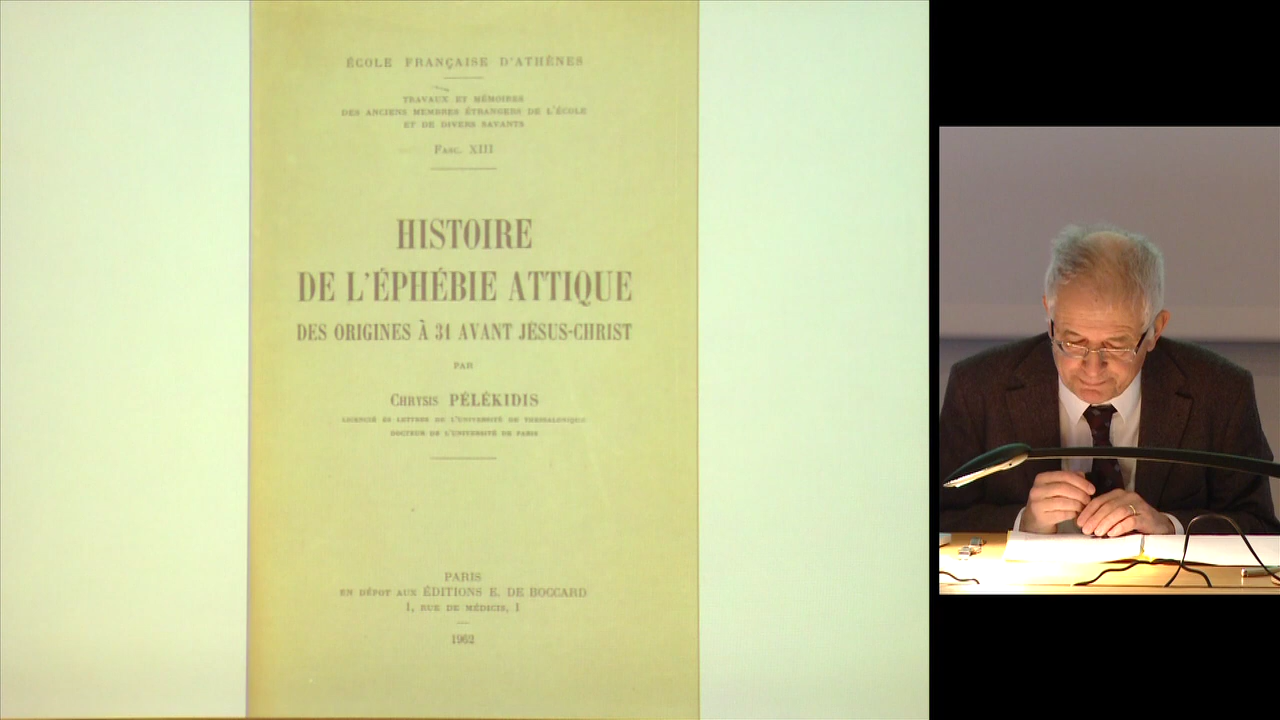 ÉCOLE FRANÇAISE D'ATHÈNES
TRAVAUX ET MÉMOIRES
DES ANCIENS MEMBRES ÉTRANGERS DE L'ÉCOLE
ET DE DIVERS SAVANTS
FASC. XIII
HISTOIRE
DE L'ÉPHÉBIE ATTIQUE
DES ORIGINES À 31 AVANT JÉSUS-CHRIST
PAR
CHRYSIS PÉLÉKIDIS
LICENCIÉ ÈS LETTRES DE L'UNIVERSITÉ DE THESSALONIQUE
DOCTEUR DE L'UNIVERSITÉ DE PARIS
PARIS
EN DÉPOT AUX ÉDITIONS E. DE BOCCARD
1, RUE DE MÉDICIS, 1
1962